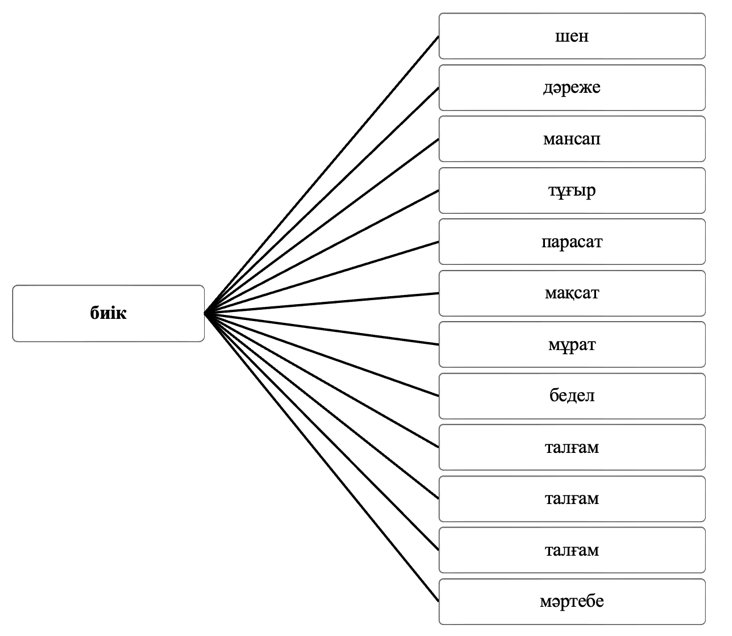 шен
дәреже
мансап
тұғыр
парасат
мақсат
биік
мұрат
бедел
талғам
талғам
талғам
мәртебе